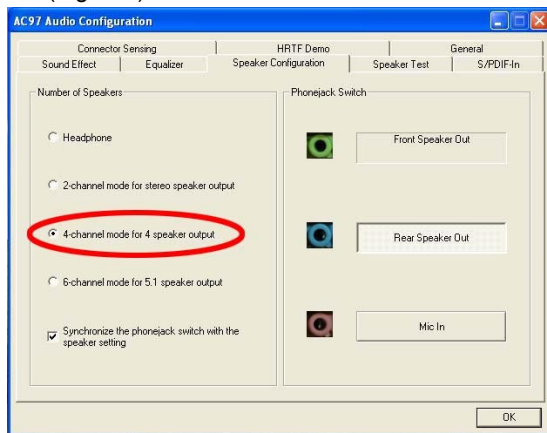 AC97 Audio Configuration
Connector Sensing HRTF Demo General
Sound Effect Equalizer Speaker Configuration Speaker Test S/PDIF-In
Number of Speakers
Headphone
2-channel mode for stereo speaker output
4-channel mode for 4 speaker output
6-channel mode for 5.1 speaker output
Synchronize the phonejack switch with the
speaker setting
Phonejack Switch
Front Speaker Out
Rear Speaker Out
Mic In
OK